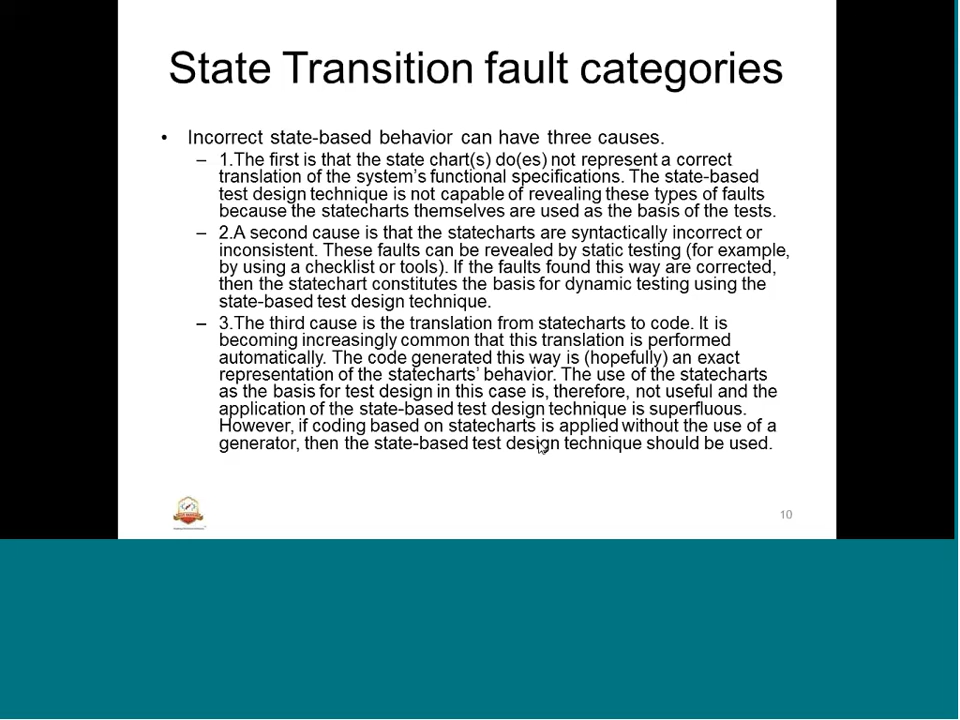 State Transition fault categories
• Incorrect state-based behavior can have three causes.
– 1.The first is that the state chart(s) do(es) not represent a correct
translation of the system's functional specifications. The state-based
test design technique is not capable of revealing these types of faults
because the statecharts themselves are used as the basis of the tests.
– 2.A second cause is that the statecharts are syntactically incorrect or
inconsistent. These faults can be revealed by static testing (for example,
by using a checklist or tools). If the faults found this way are corrected,
then the statechart constitutes the basis for dynamic testing using the
state-based test design technique.
– 3.The third cause is the translation from statecharts to code. It is
becoming increasingly common that this translation is performed
automatically. The code generated this way is (hopefully) an exact
representation of the statecharts' behavior. The use of the statecharts
as the basis for test design in this case is, therefore, not useful and the
application of the state-based test design technique is superfluous.
However, if coding based on statecharts is applied without the use of a
generator, then the state-based test design technique should be used.
10